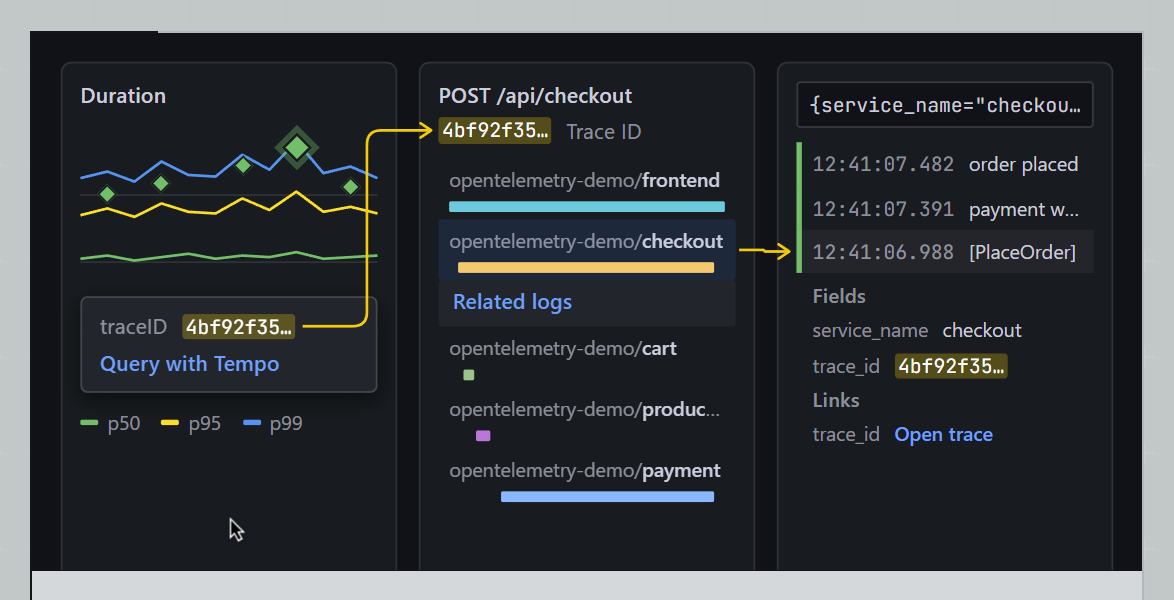 Duration
traceID 4bf92f35…
Query with Tempo
p50 p95 p99
POST /api/checkout
4bf92f35… Trace ID
opentelemetry-demo/frontend
opentelemetry-demo/checkout
Related logs
opentelemetry-demo/cart
opentelemetry-demo/produc…
opentelemetry-demo/payment
{service_name="checkou…
12:41:07.482 order placed
12:41:07.391 payment w…
12:41:06.988 [PlaceOrder]
Fields
service_name checkout
trace_id 4bf92f35…
Links
trace_id Open trace